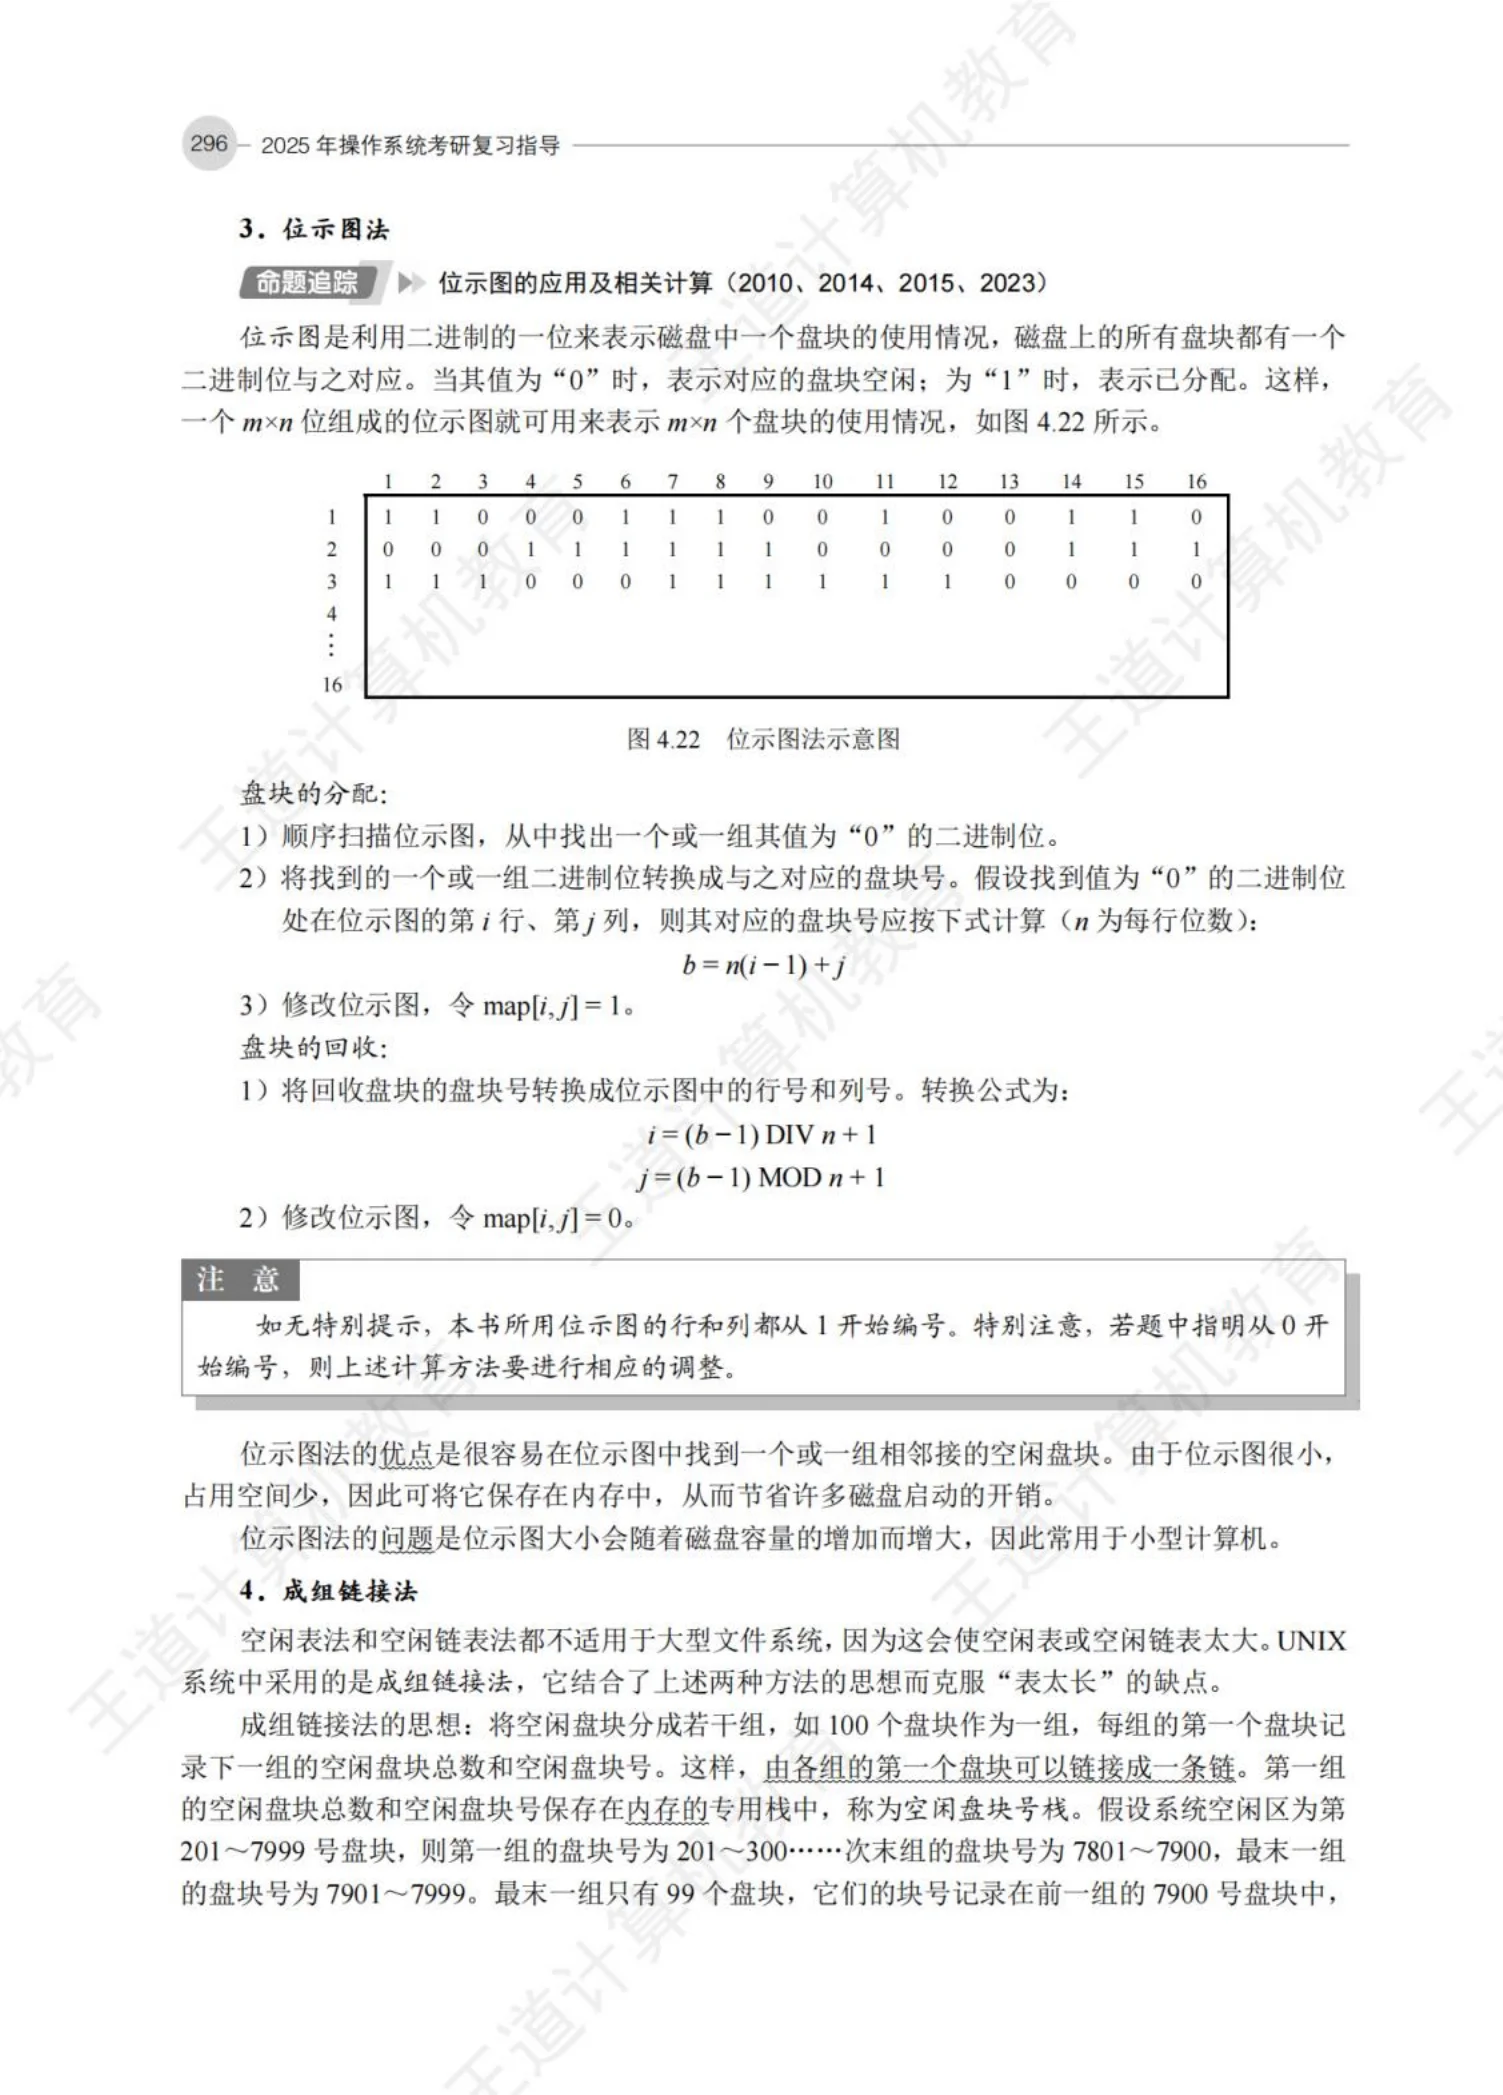 296 2025 年操作系统考研复习指导
3．位示图法
命题追踪 位示图的应用及相关计算（2010、2014、2015、2023）
位示图是利用二进制的一位来表示磁盘中一个盘块的使用情况，磁盘上的所有盘块都有一个
二进制位与之对应。当其值为“0”时，表示对应的盘块空闲；为“1”时，表示已分配。这样，
一个 m×n 位组成的位示图就可用来表示 m×n 个盘块的使用情况，如图 4.22 所示。
1 2 3 4 5 6 7 8 9 10 11 12 13 14 15 16
1 1 1 0 0 0 1 1 1 0 0 1 0 0 1 1 0
2 0 0 0 1 1 1 1 1 1 0 0 0 0 1 1 1
3 1 1 1 0 0 0 1 1 1 1 1 1 0 0 0 0
4
⋮
16
图 4.22 位示图法示意图
盘块的分配：
1）顺序扫描位示图，从中找出一个或一组其值为“0”的二进制位。
2）将找到的一个或一组二进制位转换成与之对应的盘块号。假设找到值为“0”的二进制位
处在位示图的第 i 行、第 j 列，则其对应的盘块号应按下式计算（n 为每行位数）：
b = n(i − 1) + j
3）修改位示图，令 map[i, j] = 1。
盘块的回收：
1）将回收盘块的盘块号转换成位示图中的行号和列号。转换公式为：
i = (b − 1) DIV n + 1
j = (b − 1) MOD n + 1
2）修改位示图，令 map[i, j] = 0。
注 意
如无特别提示，本书所用位示图的行和列都从 1 开始编号。特别注意，若题中指明从 0 开
始编号，则上述计算方法要进行相应的调整。
位示图法的优点是很容易在位示图中找到一个或一组相邻接的空闲盘块。由于位示图很小，
占用空间少，因此可将它保存在内存中，从而节省许多磁盘启动的开销。
位示图法的问题是位示图大小会随着磁盘容量的增加而增大，因此常用于小型计算机。
4．成组链接法
空闲表法和空闲链表法都不适用于大型文件系统，因为这会使空闲表或空闲链表太大。UNIX
系统中采用的是成组链接法，它结合了上述两种方法的思想而克服“表太长”的缺点。
成组链接法的思想：将空闲盘块分成若干组，如 100 个盘块作为一组，每组的第一个盘块记
录下一组的空闲盘块总数和空闲盘块号。这样，由各组的第一个盘块可以链接成一条链。第一组
的空闲盘块总数和空闲盘块号保存在内存的专用栈中，称为空闲盘块号栈。假设系统空闲区为第
201～7999 号盘块，则第一组的盘块号为 201～300……次末组的盘块号为 7801～7900，最末一组
的盘块号为 7901～7999。最末一组只有 99 个盘块，它们的块号记录在前一组的 7900 号盘块中，
王道计算机教育